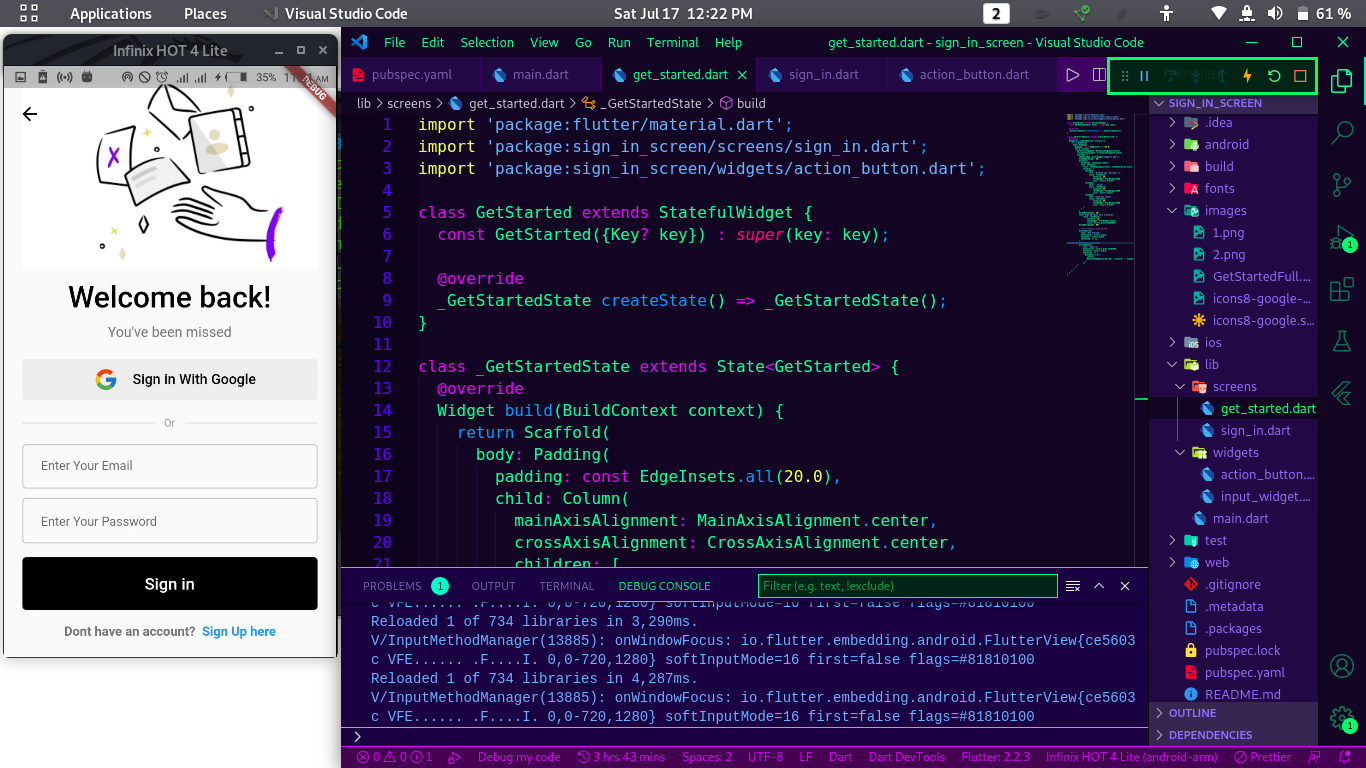 Applications Places Visual Studio Code Sat Jul 17 12:22 PM 2 61 %
Infinix HOT 4 Lite
35%
DEBUG
Welcome back!
You've been missed
Sign in With Google
Or
Enter Your Email
Enter Your Password
Sign in
Dont have an account? Sign Up here
File Edit Selection View Go Run Terminal Help get_started.dart - sign_in_screen - Visual Studio Code
pubspec.yaml main.dart get_started.dart sign_in.dart action_button.dart
lib > screens > get_started.dart > _GetStartedState > build
1 import 'package:flutter/material.dart';
2 import 'package:sign_in_screen/screens/sign_in.dart';
3 import 'package:sign_in_screen/widgets/action_button.dart';
4
5 class GetStarted extends StatefulWidget {
6 const GetStarted({Key? key}) : super(key: key);
7
8 @override
9 _GetStartedState createState() => _GetStartedState();
10 }
11
12 class _GetStartedState extends State<GetStarted> {
13 @override
14 Widget build(BuildContext context) {
15 return Scaffold(
16 body: Padding(
17 padding: const EdgeInsets.all(20.0),
18 child: Column(
19 mainAxisAlignment: MainAxisAlignment.center,
20 crossAxisAlignment: CrossAxisAlignment.center,
21 children: [
PROBLEMS 1 OUTPUT TERMINAL DEBUG CONSOLE Filter (e.g. text, !exclude)
c VFE...... .F....I. 0,0-720,1280} softInputMode=16 first=false flags=#81810100
Reloaded 1 of 734 libraries in 3,290ms.
V/InputMethodManager(13885): onWindowFocus: io.flutter.embedding.android.FlutterView{ce5603
c VFE...... .F....I. 0,0-720,1280} softInputMode=16 first=false flags=#81810100
Reloaded 1 of 734 libraries in 4,287ms.
V/InputMethodManager(13885): onWindowFocus: io.flutter.embedding.android.FlutterView{ce5603
c VFE...... .F....I. 0,0-720,1280} softInputMode=16 first=false flags=#81810100
SIGN_IN_SCREEN
.idea
android
build
fonts
images
1.png
2.png
GetStartedFull....
icons8-google-...
icons8-google.s...
ios
lib
screens
get_started.dart
sign_in.dart
widgets
action_button....
input_widget....
main.dart
test
web
.gitignore
.metadata
.packages
pubspec.lock
pubspec.yaml
README.md
OUTLINE
DEPENDENCIES
1
1
0 0 1 Debug my code 3 hrs 43 mins Spaces: 2 UTF-8 LF Dart Dart DevTools Flutter: 2.2.3 Infinix HOT 4 Lite (android-arm) Prettier